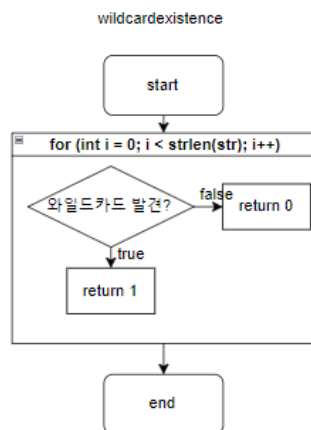 wildcardexistence
start
for (int i = 0; i < strlen(str); i++)
와일드카드 발견?
false
return 0
true
return 1
end